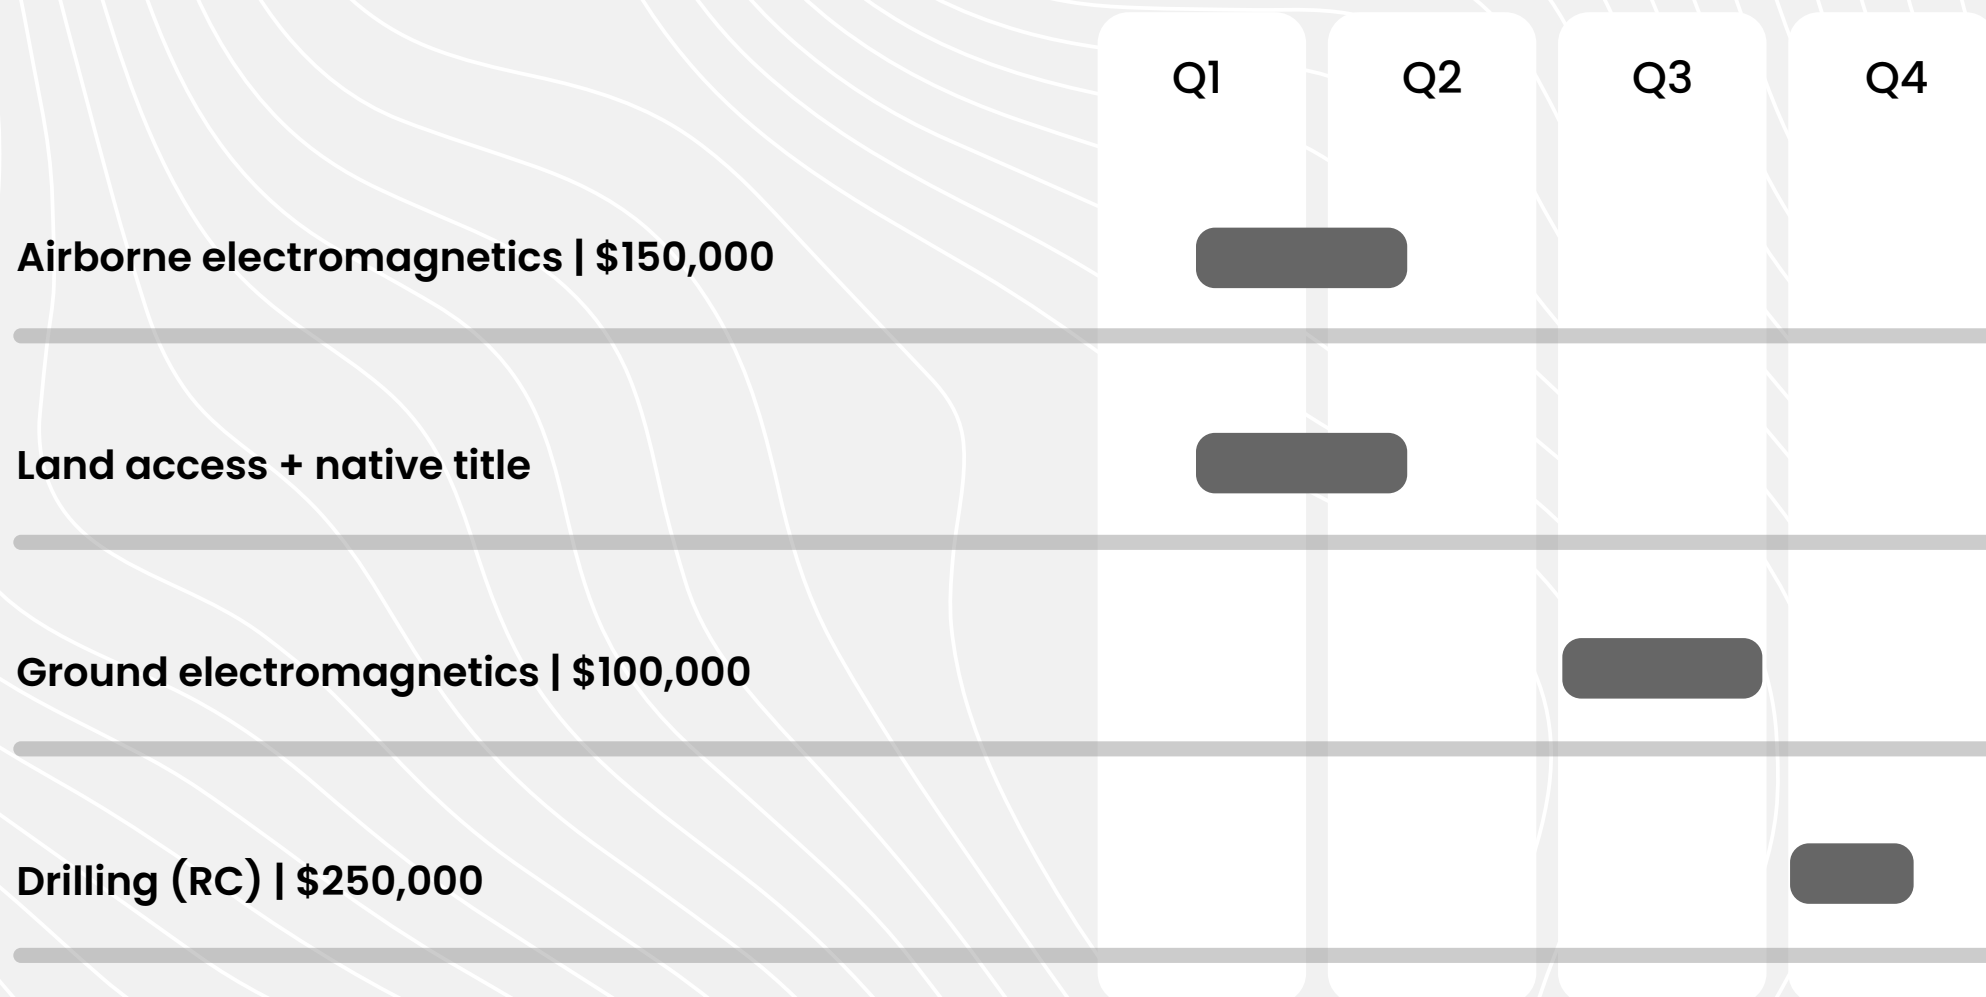 Q1 Q2 Q3 Q4
Airborne electromagnetics | $150,000
Land access + native title
Ground electromagnetics | $100,000
Drilling (RC) | $250,000